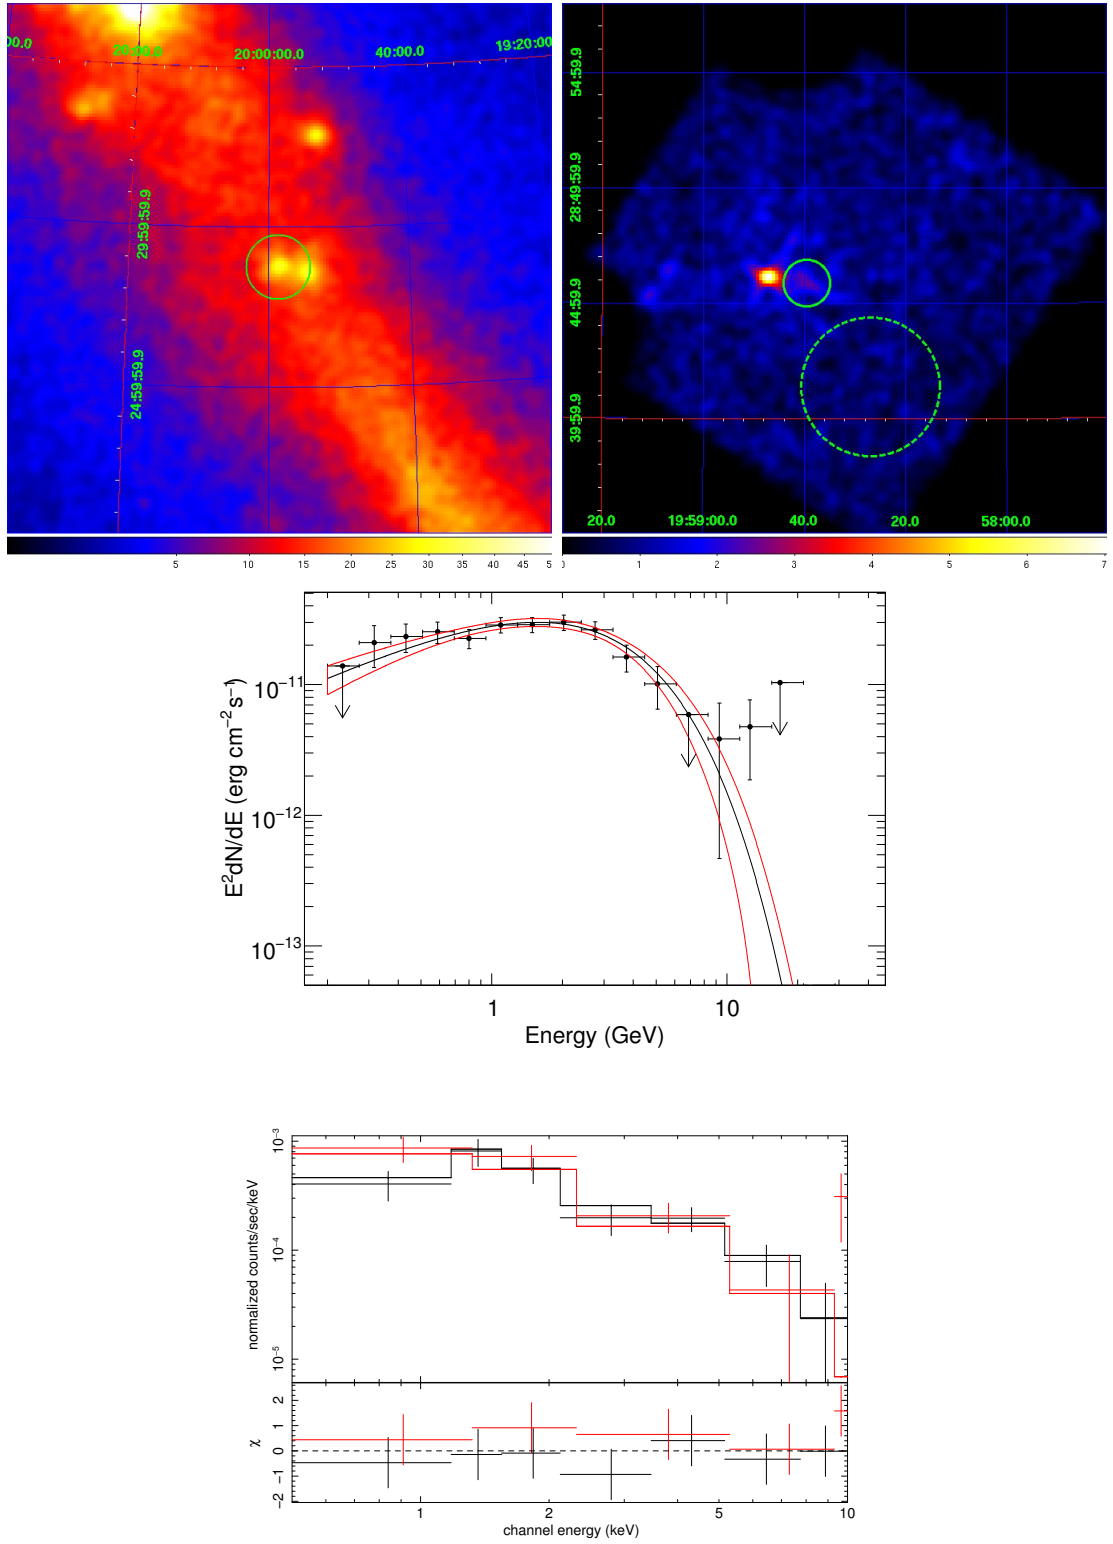 00.0 20:00.0 20:00:00.0 40:00.0 19:20:00
29:59:59.9
24:59:59.9
5 10 15 20 25 30 35 40 45 5
54:59.9
28:49:59.9
44:59.9
39:59.9
20.0 19:59:00.0 40.0 20.0 58:00.0
1 2 3 4 5 6 7
E²dN/dE (erg cm⁻² s⁻¹)
10⁻¹¹
10⁻¹²
10⁻¹³
1 10
Energy (GeV)
normalized counts/sec/keV
10⁻³
10⁻⁴
10⁻⁵
χ
2
1
0
-1
-2
1 2 5 10
channel energy (keV)